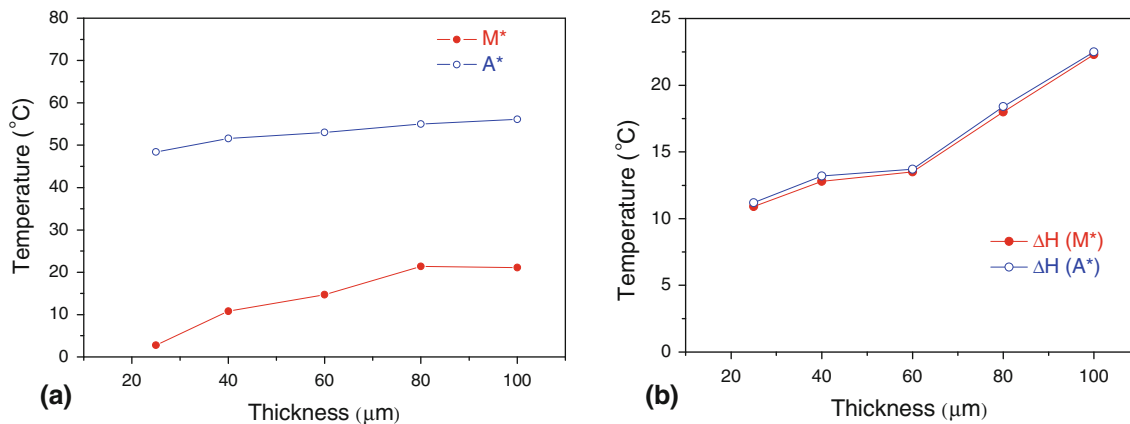 80
70
60
50
40
30
20
10
0
Temperature (°C)
M*
A*
20 40 60 80 100
Thickness (μm)
(a)
25
20
15
10
5
0
Temperature (°C)
ΔH (M*)
ΔH (A*)
20 40 60 80 100
Thickness (μm)
(b)